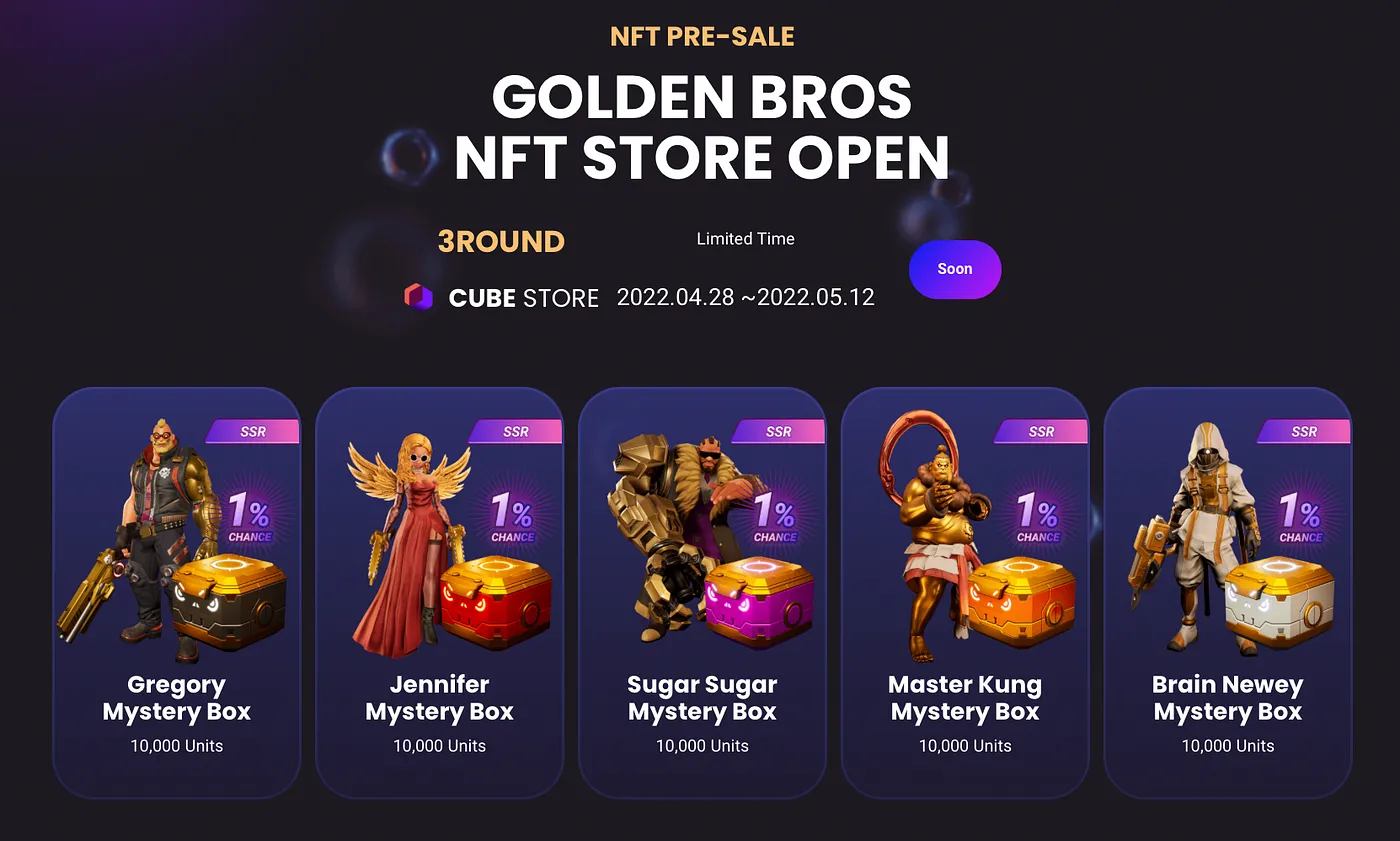 NFT PRE-SALE
GOLDEN BROS
NFT STORE OPEN
3ROUND
Limited Time
Soon
CUBE STORE
2022.04.28 ~2022.05.12
SSR
1%
CHANCE
Gregory
Mystery Box
10,000 Units
SSR
1%
CHANCE
Jennifer
Mystery Box
10,000 Units
SSR
1%
CHANCE
Sugar Sugar
Mystery Box
10,000 Units
SSR
1%
CHANCE
Master Kung
Mystery Box
10,000 Units
SSR
1%
CHANCE
Brain Newey
Mystery Box
10,000 Units